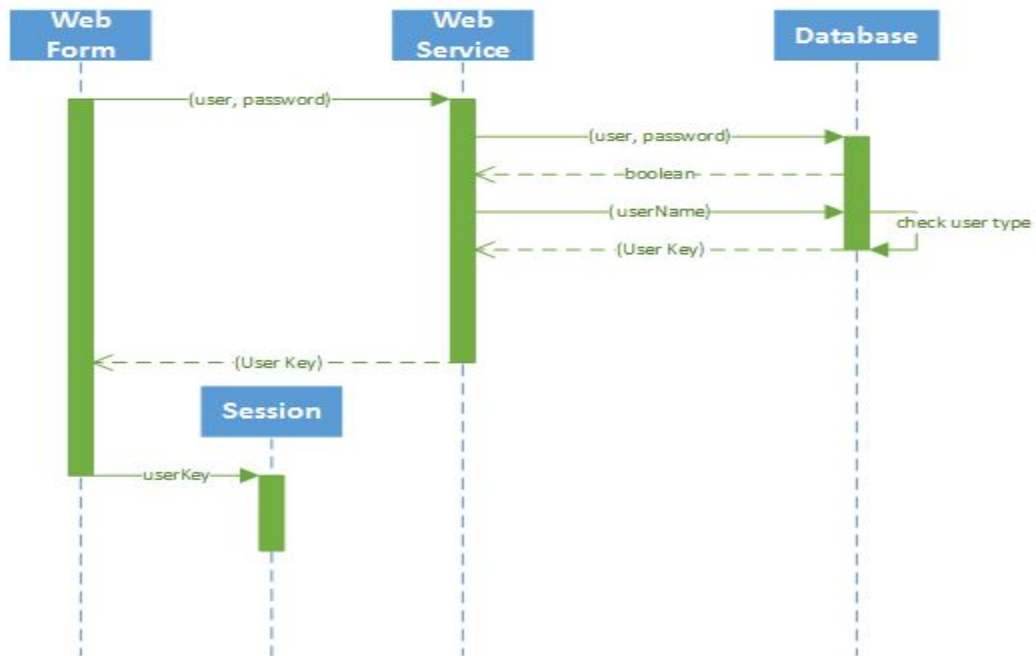 Web
Form
Web
Service
Database
(user, password)
(user, password)
boolean
(userName)
check user type
(User Key)
(User Key)
Session
userKey